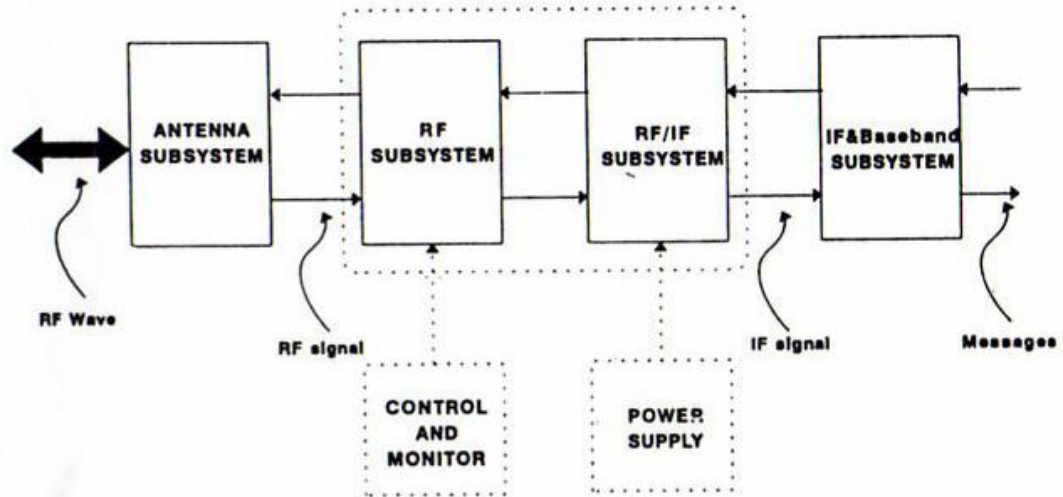 ANTENNA
SUBSYSTEM
RF
SUBSYSTEM
RF/IF
SUBSYSTEM
IF&Baseband
SUBSYSTEM
RF Wave
RF signal
IF signal
Messages
CONTROL
AND
MONITOR
POWER
SUPPLY